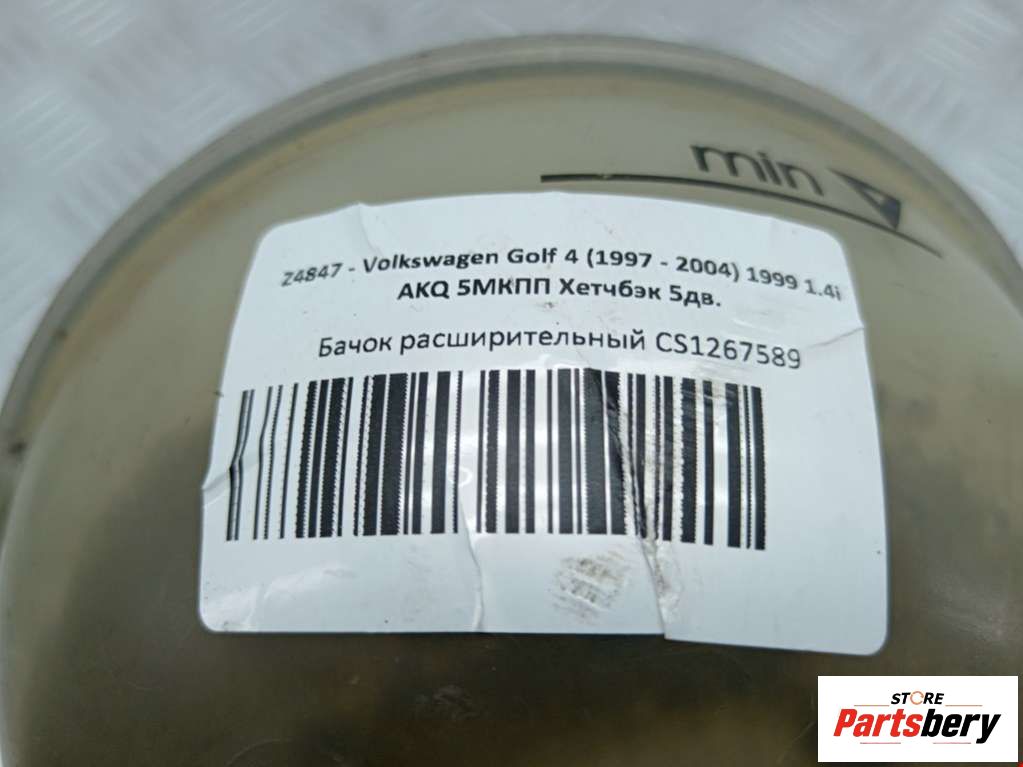 min
Z4847 - Volkswagen Golf 4 (1997 - 2004) 1999 1.4i
AKQ 5МКПП Хетчбэк 5дв.
Бачок расширительный CS1267589
STORE
Partsbery